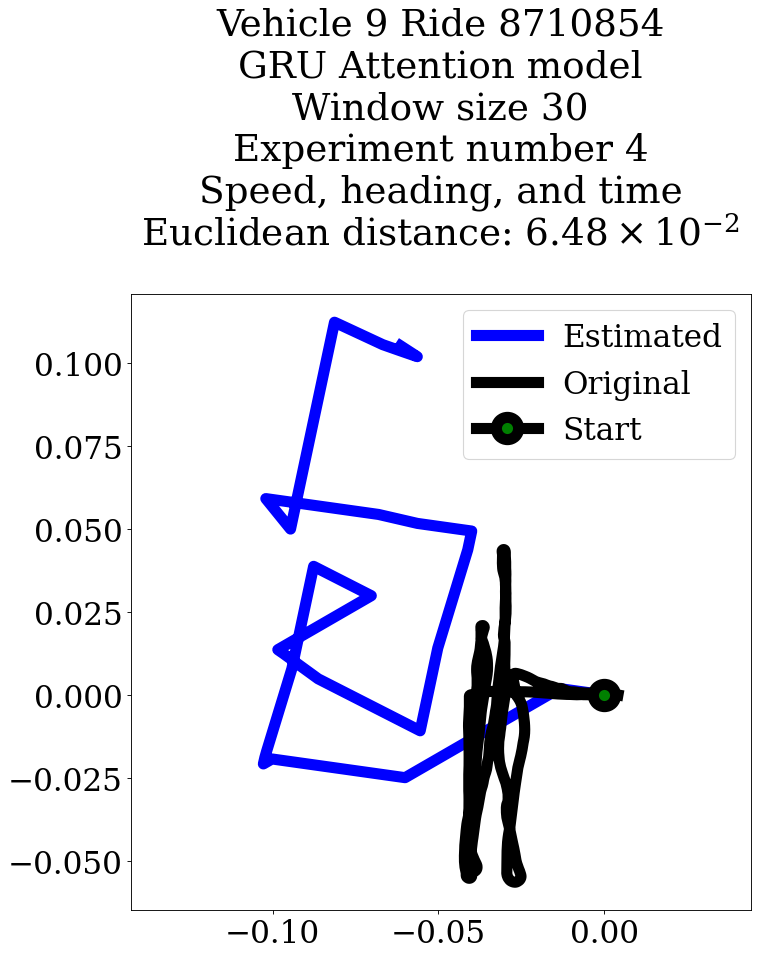 Vehicle 9 Ride 8710854
GRU Attention model
Window size 30
Experiment number 4
Speed, heading, and time
Euclidean distance: 6.48 × 10⁻²
Estimated
Original
Start
0.100
0.075
0.050
0.025
0.000
−0.025
−0.050
−0.10 −0.05 0.00